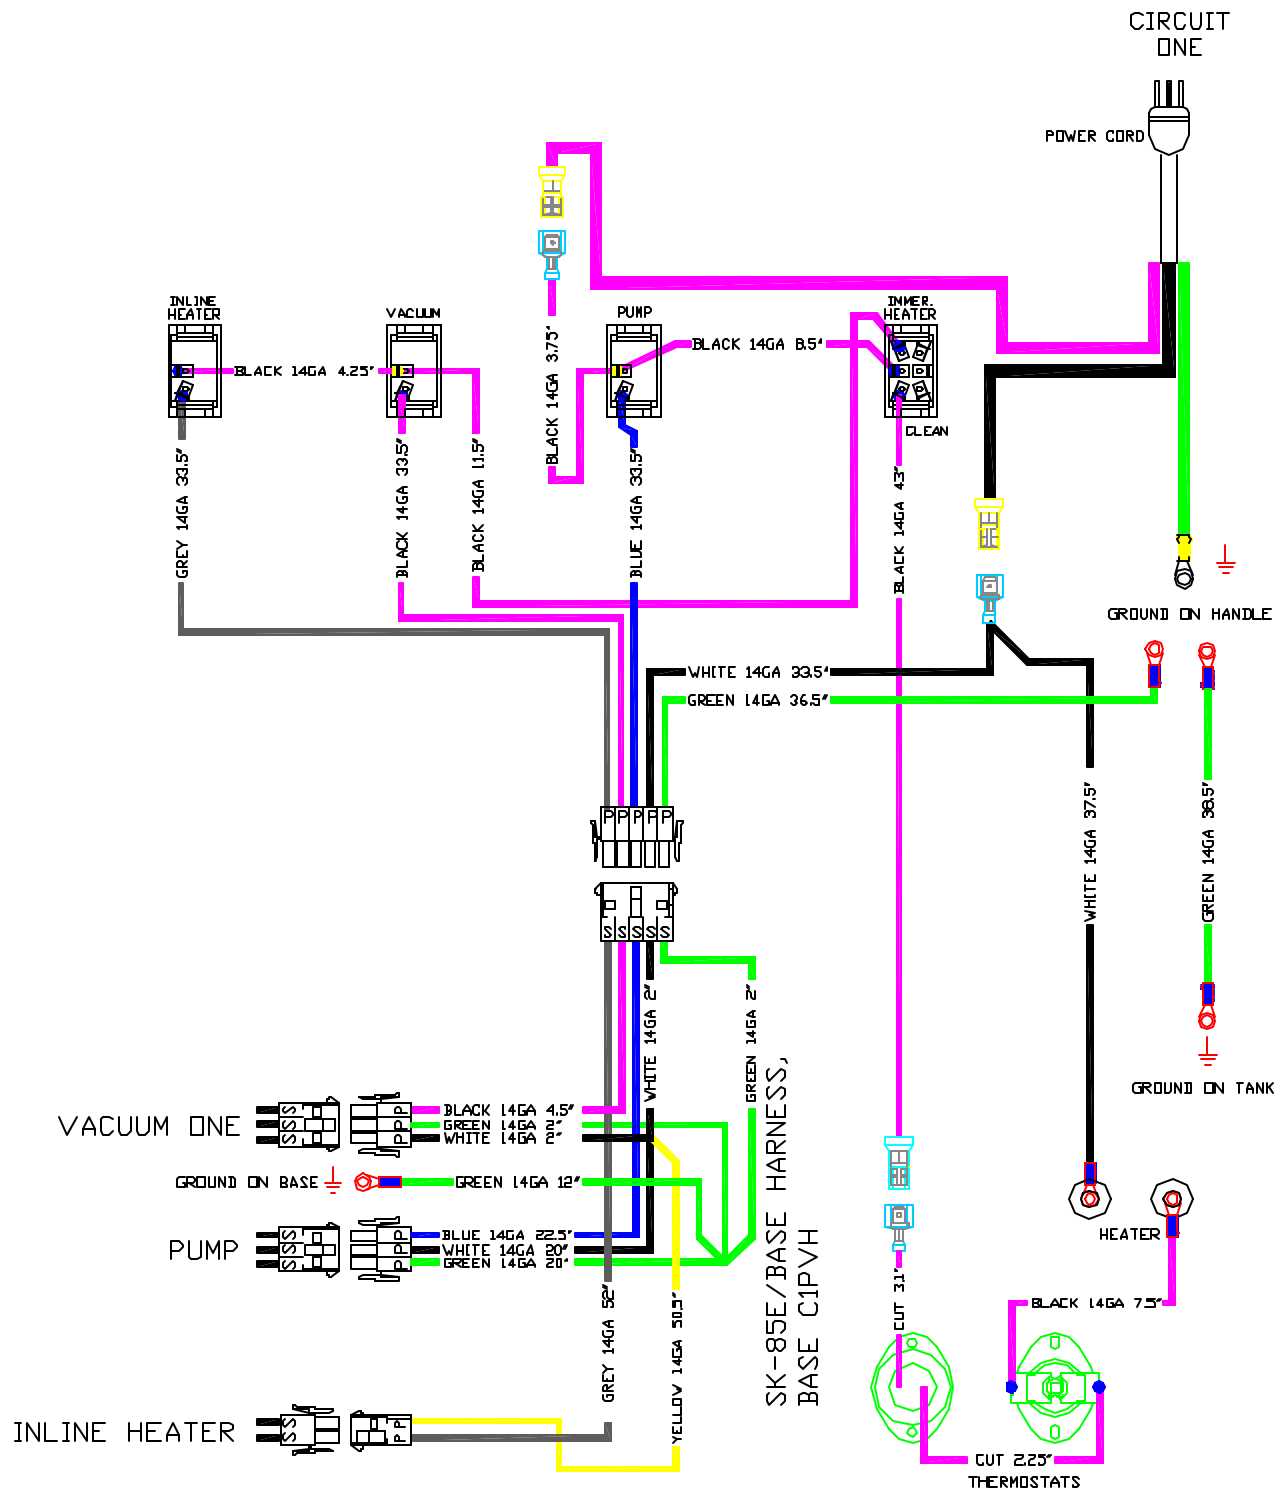 CIRCUIT
ONE
POWER CORD
INLINE
HEATER
VACUUM
PUMP
INMER.
HEATER
BLACK 14GA 4.25"
BLACK 14GA 3.75"
BLACK 14GA 8.5"
CLEAN
GREY 14GA 33.5"
BLACK 14GA 33.5"
BLACK 14GA 11.5"
BLUE 14GA 33.5"
BLACK 14GA 43"
GROUND ON HANDLE
WHITE 14GA 33.5"
GREEN 14GA 36.5"
WHITE 14GA 37.5"
GREEN 14GA 38.5"
P P P P P
S S S S S
WHITE 14GA 2"
GREEN 14GA 2"
GROUND ON TANK
VACUUM ONE
S
S
S
P
P
P
BLACK 14GA 4.5"
GREEN 14GA 2"
WHITE 14GA 2"
GROUND ON BASE
GREEN 14GA 12"
PUMP
S
S
S
P
P
P
BLUE 14GA 22.5"
WHITE 14GA 20"
GREEN 14GA 20"
SK-85E/BASE HARNESS,
BASE C1PVH
HEATER
CUT 3.1"
BLACK 14GA 7.5"
GREY 14GA 52"
YELLOW 14GA 50.5"
INLINE HEATER
S
S
P
P
CUT 2.25"
THERMOSTATS